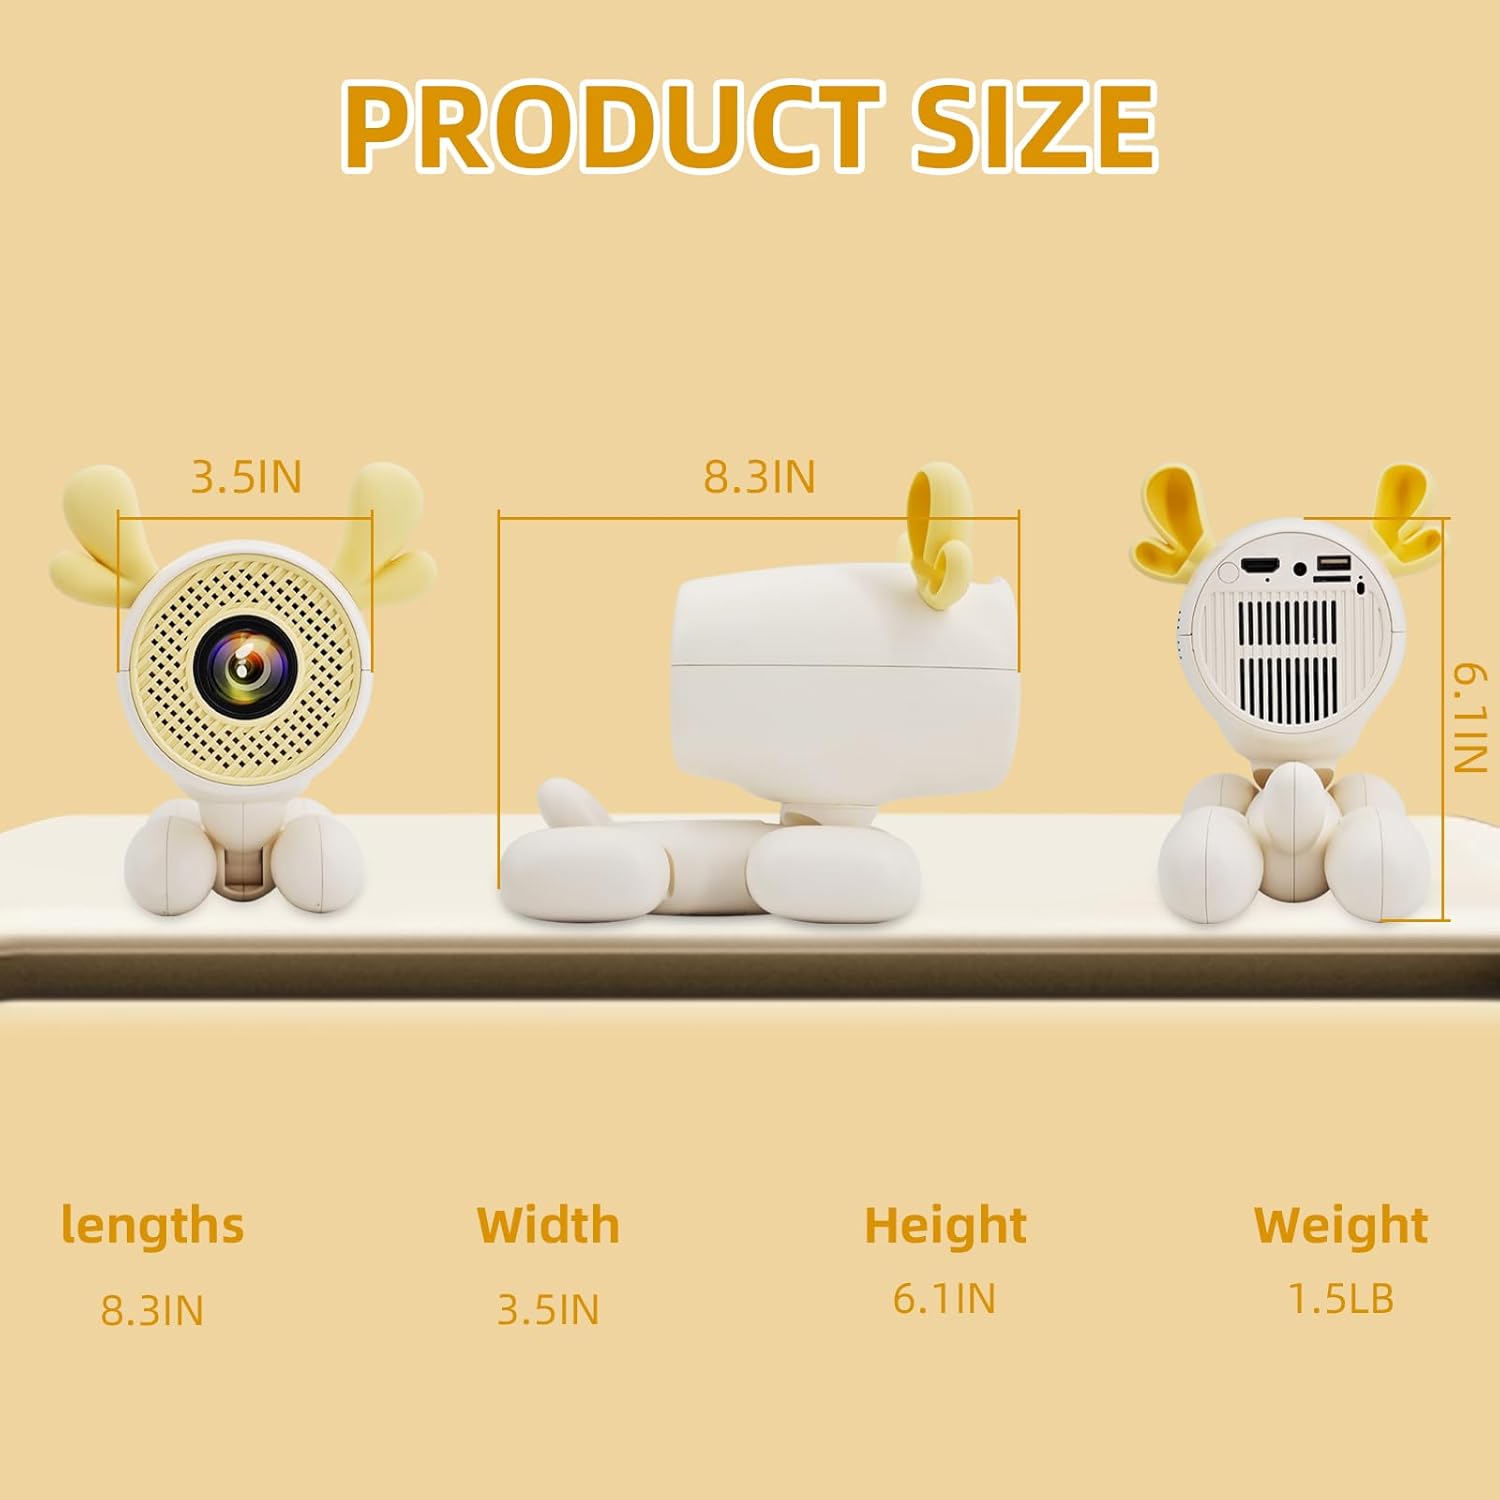 PRODUCT SIZE
3.5IN
8.3IN
6.1IN
lengths
Width
Height
Weight
8.3IN
3.5IN
6.1IN
1.5LB